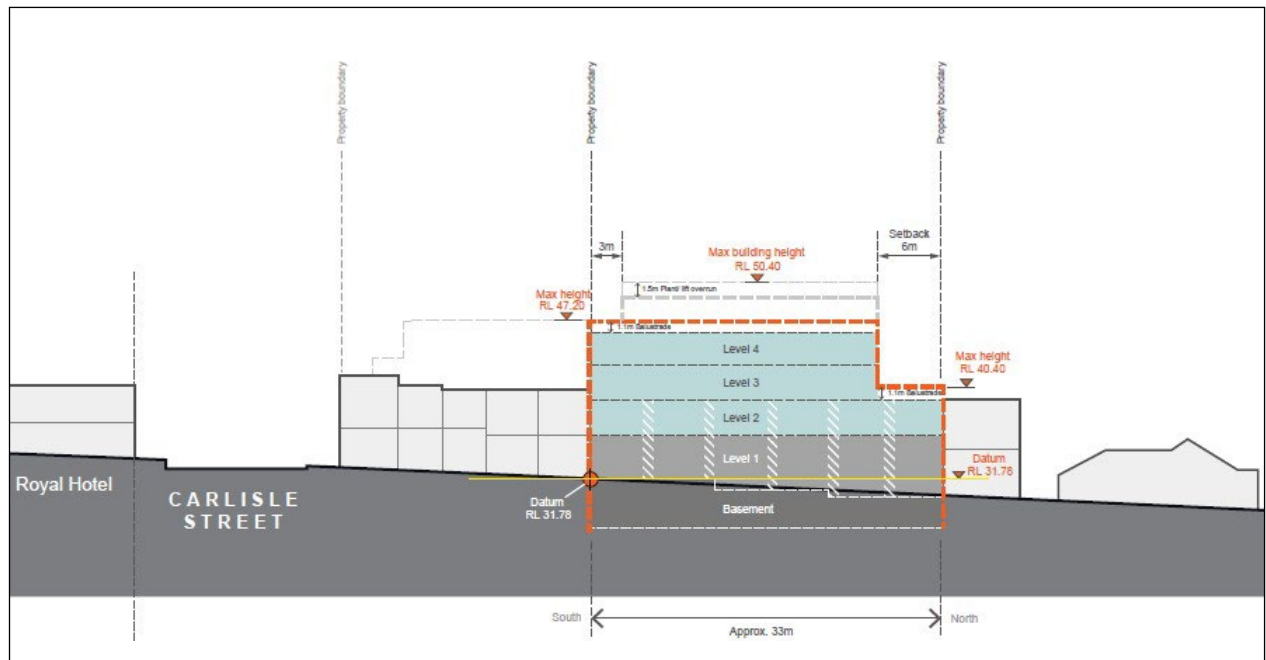 Property boundary
Property boundary
Property boundary
3m
Setback
6m
Max building height
RL 50.40
1.5m Plant/ lift overrun
Max height
RL 47.20
1.1m Balustrade
Level 4
Max height
RL 40.40
Level 3
1.1m Balustrade
Level 2
Level 1
Datum
RL 31.78
Royal Hotel
CARLISLE
STREET
Datum
RL 31.78
Basement
South
North
Approx. 33m